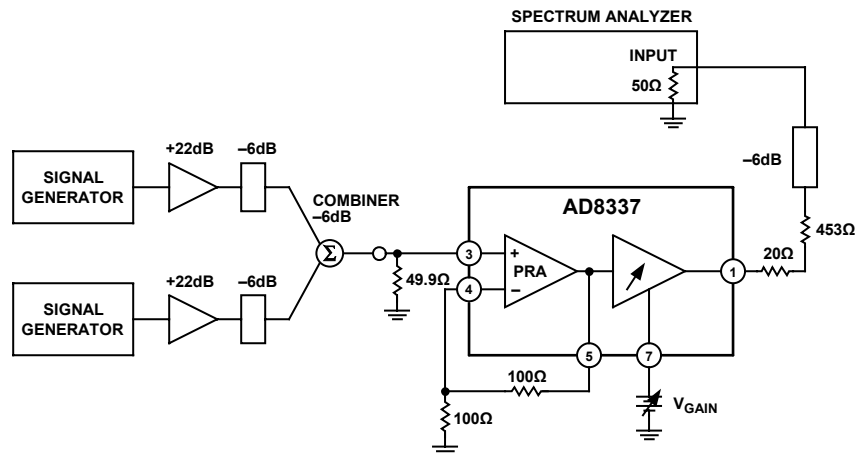 SPECTRUM ANALYZER
INPUT
50Ω
+22dB
–6dB
–6dB
SIGNAL
GENERATOR
COMBINER
–6dB
AD8337
453Ω
Σ
3
+
PRA
20Ω
1
49.9Ω
+22dB
–6dB
4
–
SIGNAL
GENERATOR
5
7
100Ω
100Ω
VGAIN